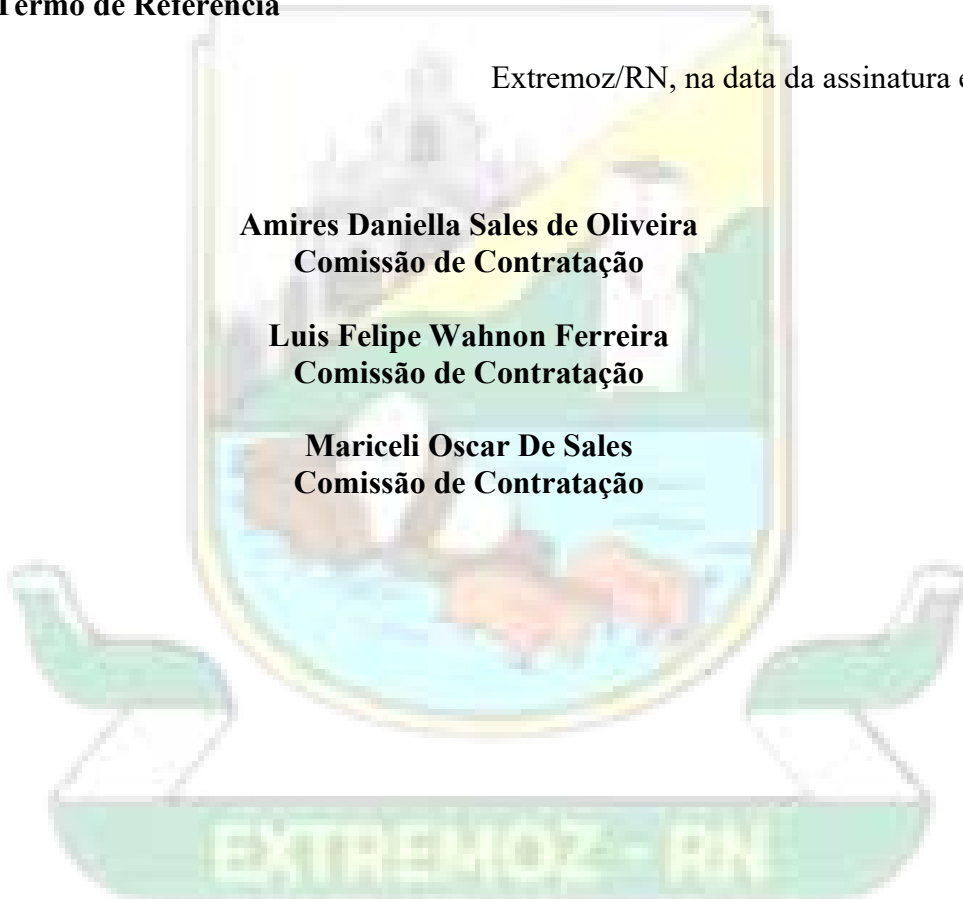 Termo de Referência
Extremoz/RN, na data da assinatura
Amires Daniella Sales de Oliveira
Comissão de Contratação
Luis Felipe Wahnon Ferreira
Comissão de Contratação
Mariceli Oscar De Sales
Comissão de Contratação
EXTREMOZ - RN